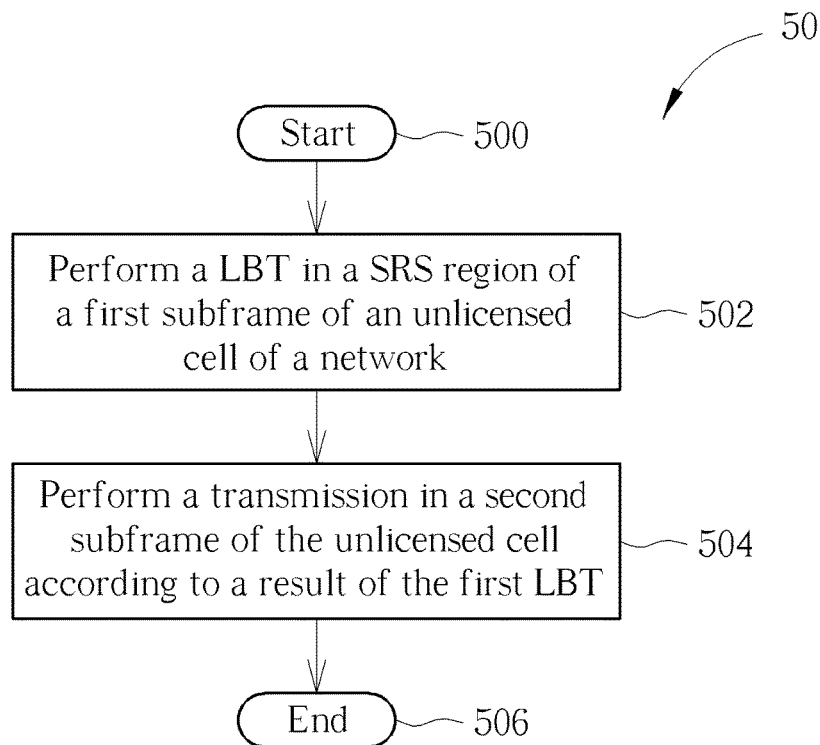 50
Start
500
Perform a LBT in a SRS region of
a first subframe of an unlicensed
cell of a network
502
Perform a transmission in a second
subframe of the unlicensed cell
according to a result of the first LBT
504
End
506